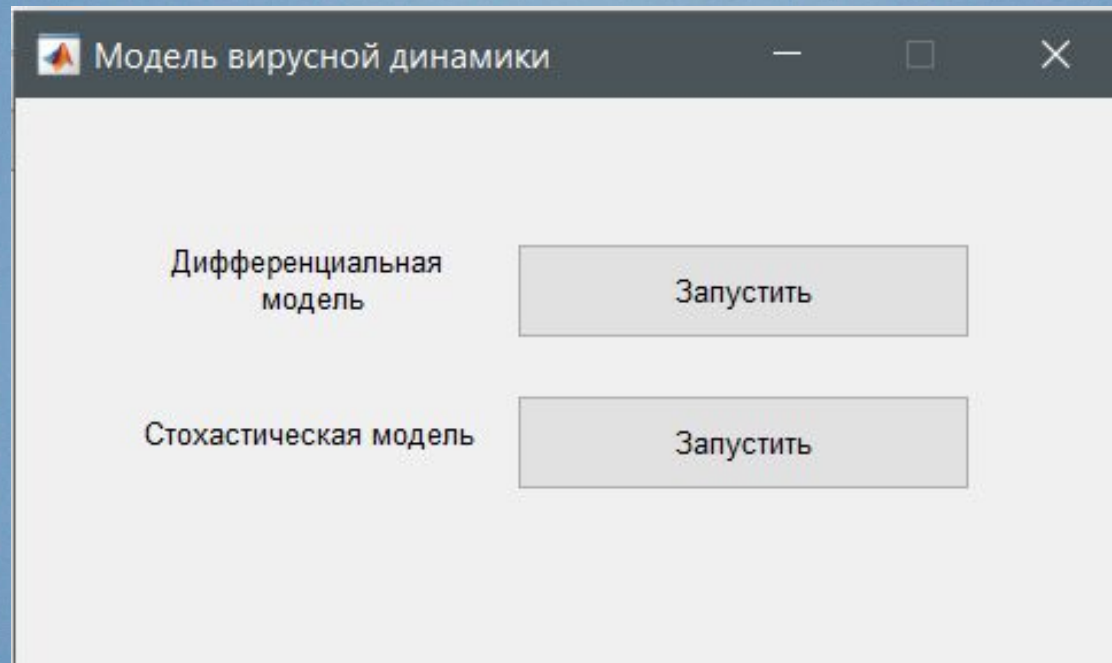 Модель вирусной динамики
Дифференциальная
модель
Запустить
Стохастическая модель
Запустить